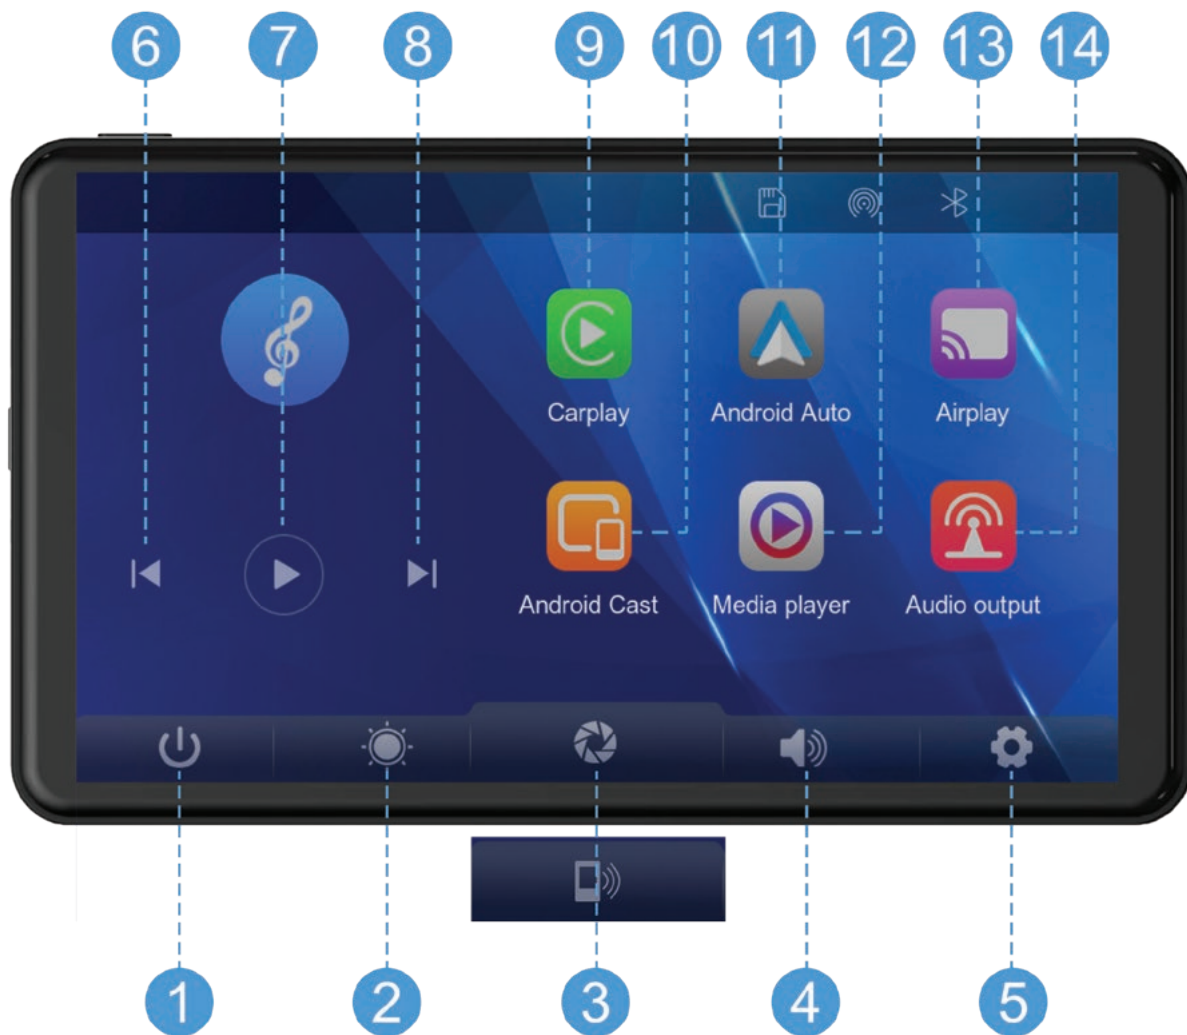 6 7 8 9 10 11 12 13 14
Carplay Android Auto Airplay
Android Cast Media player Audio output
1 2 3 4 5